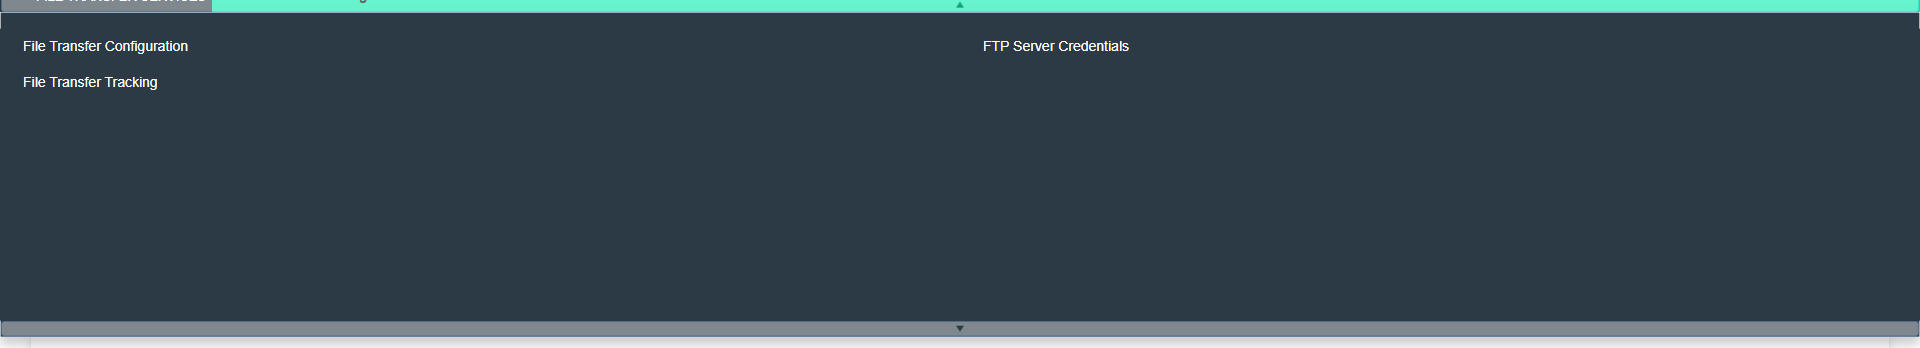 File Transfer Configuration
FTP Server Credentials
File Transfer Tracking